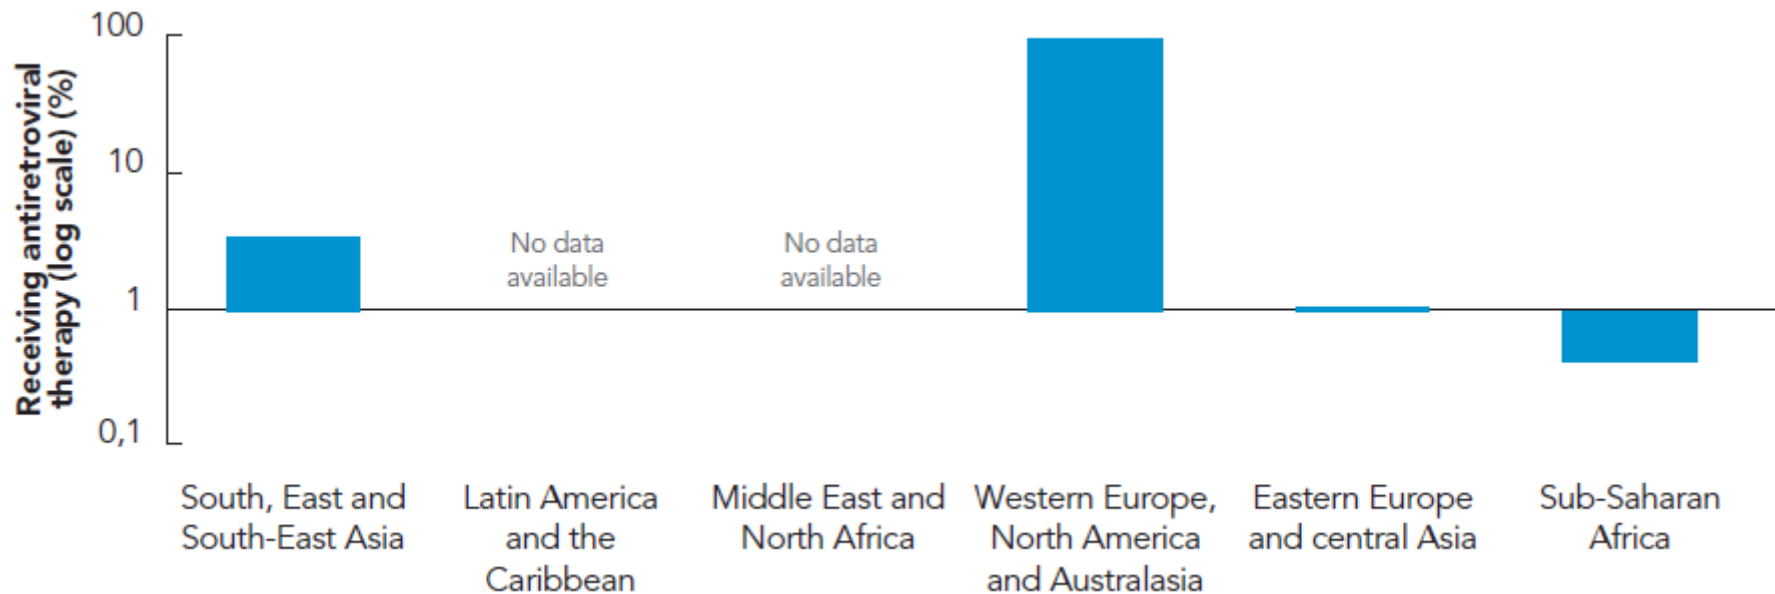 Receiving antiretroviral
therapy (log scale) (%)
100
10
1
0,1
No data
available
No data
available
South, East and
South-East Asia
Latin America
and the
Caribbean
Middle East and
North Africa
Western Europe,
North America
and Australasia
Eastern Europe
and central Asia
Sub-Saharan
Africa